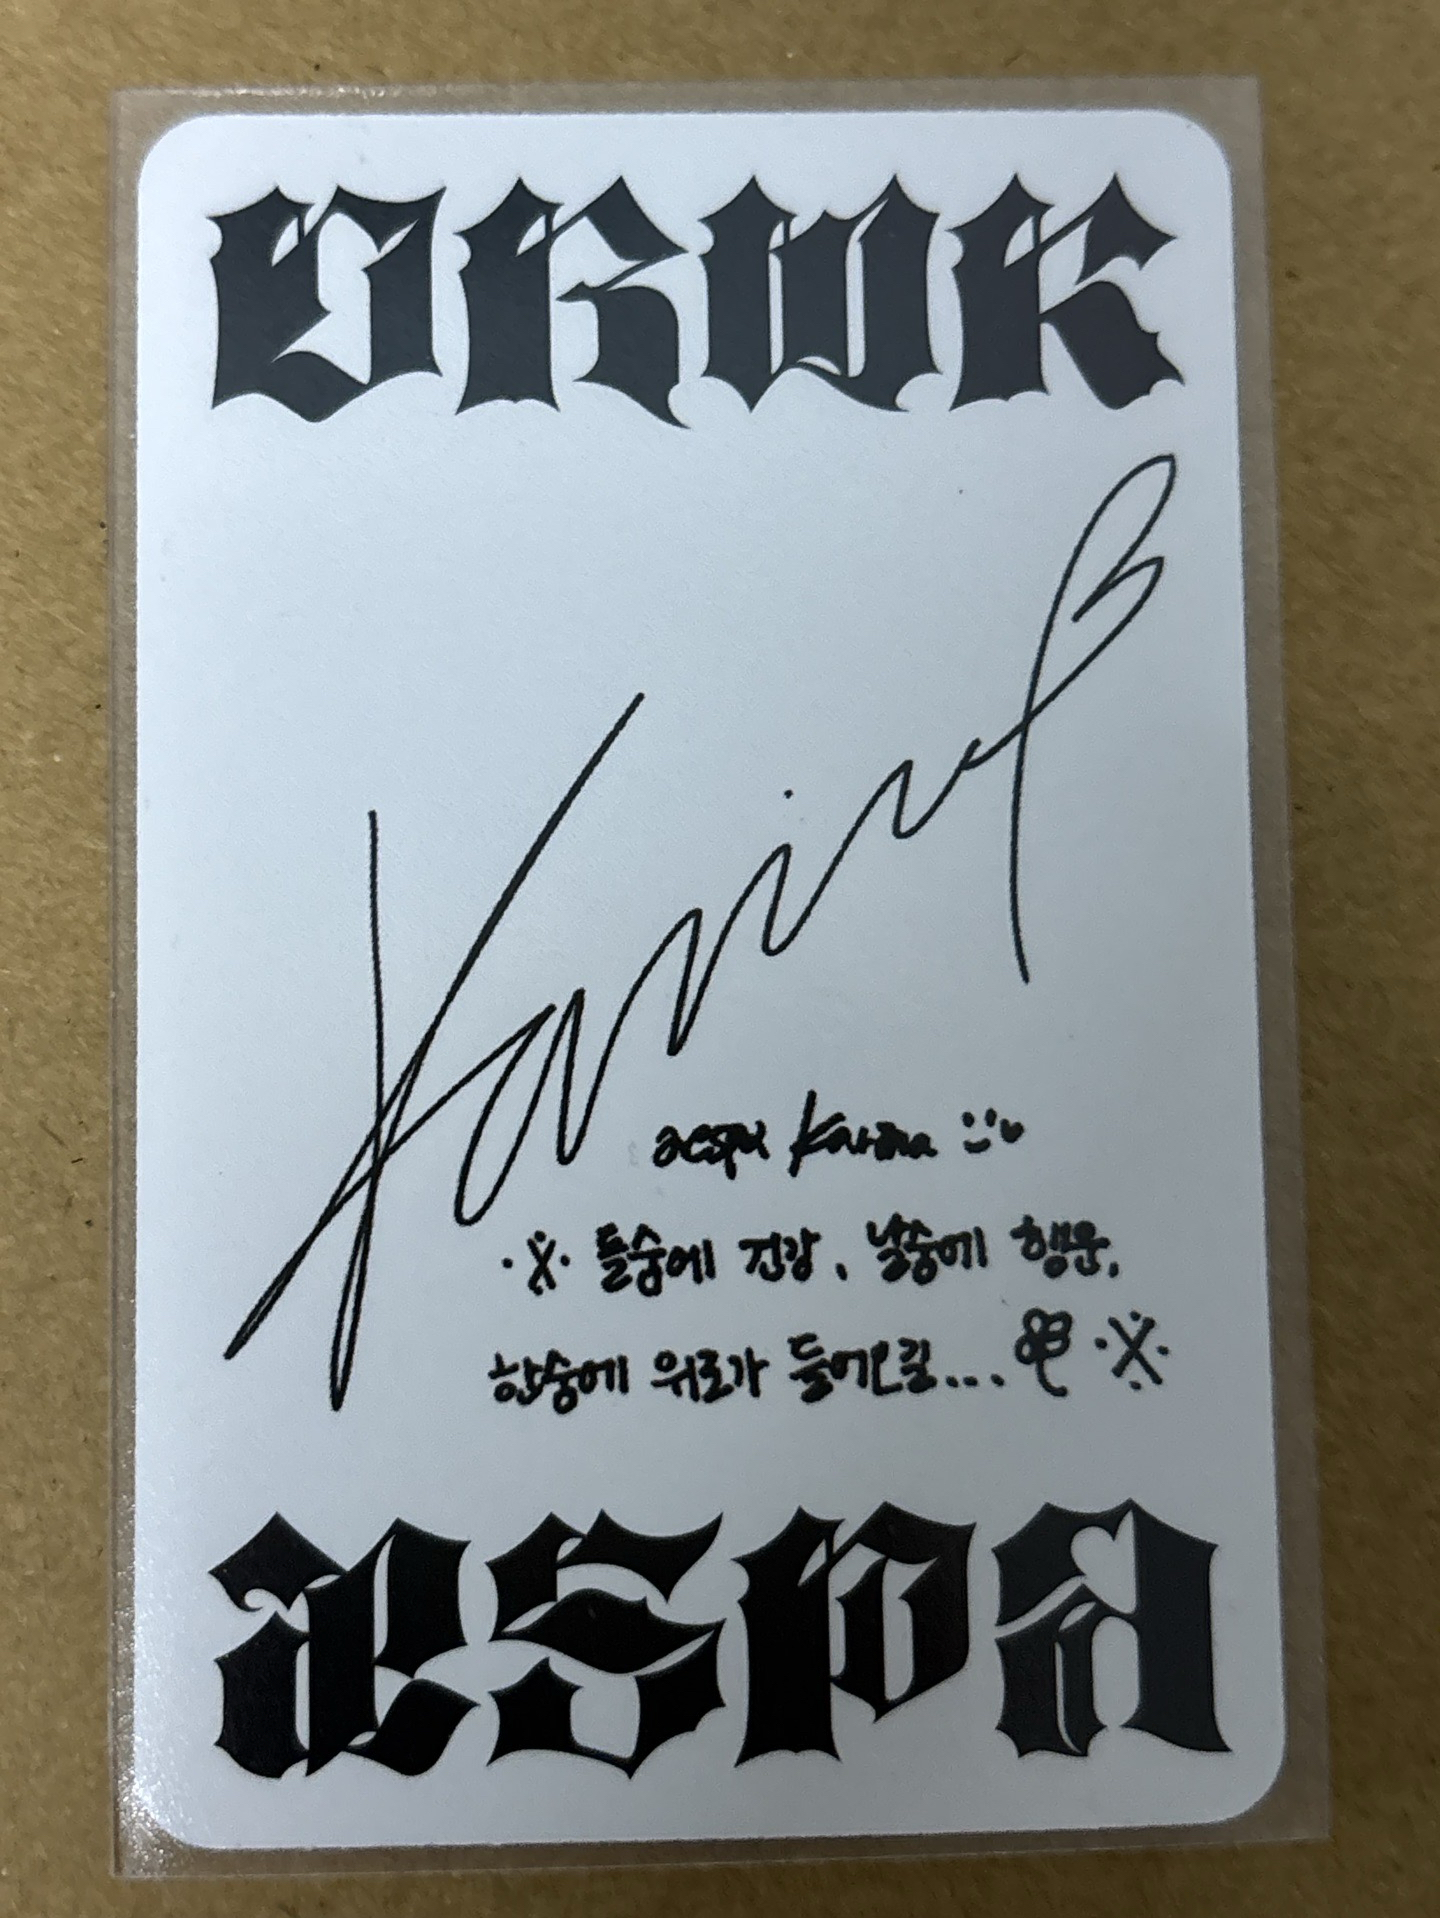 Karina
aespa Karina
들숨에 건강, 날숨에 행운,
한숨에 위로가 들어오길...
aespa